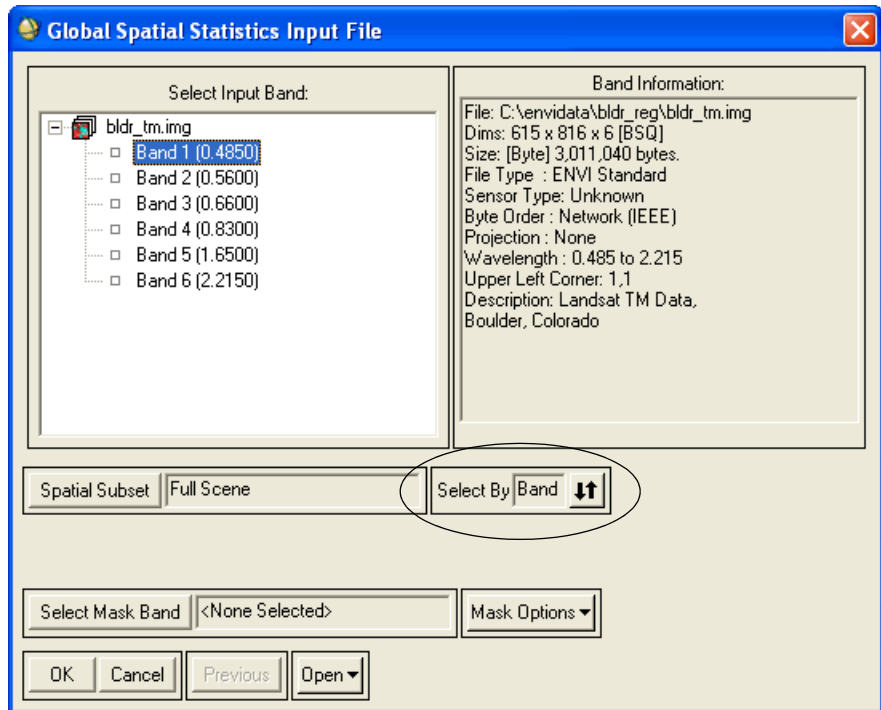 Global Spatial Statistics Input File
Select Input Band:
bldr_tm.img
Band 1 (0.4850)
Band 2 (0.5600)
Band 3 (0.6600)
Band 4 (0.8300)
Band 5 (1.6500)
Band 6 (2.2150)
Band Information:
File: C:\envidata\bldr_reg\bldr_tm.img
Dims: 615 x 816 x 6 [BSQ]
Size: [Byte] 3,011,040 bytes.
File Type : ENVI Standard
Sensor Type: Unknown
Byte Order : Network (IEEE)
Projection : None
Wavelength : 0.485 to 2.215
Upper Left Corner: 1,1
Description: Landsat TM Data,
Boulder, Colorado
Spatial Subset Full Scene
Select By Band
Select Mask Band <None Selected>
Mask Options
OK Cancel Previous Open